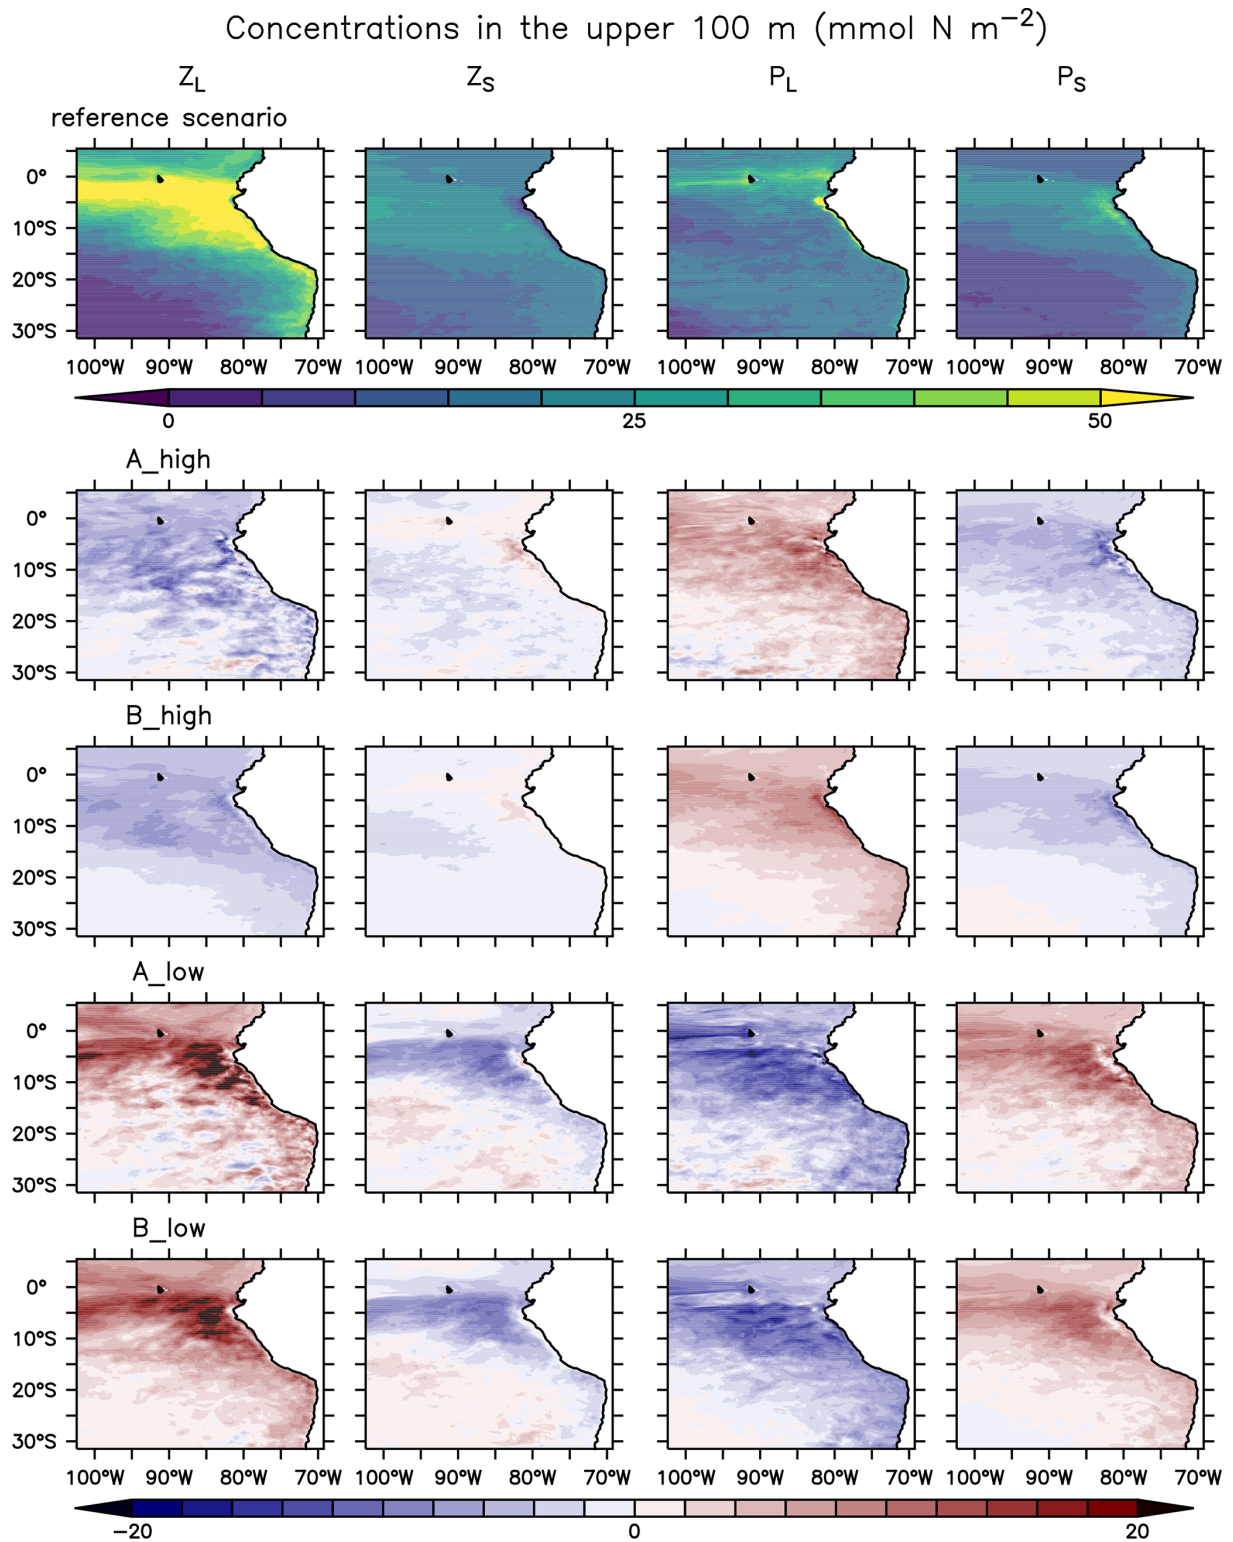 Concentrations in the upper 100 m (mmol N m⁻²)
Z_L Z_S P_L P_S
reference scenario
0°
10°S
20°S
30°S
100°W 90°W 80°W 70°W 100°W 90°W 80°W 70°W 100°W 90°W 80°W 70°W 100°W 90°W 80°W 70°W
0 25 50
A_high
0°
10°S
20°S
30°S
B_high
0°
10°S
20°S
30°S
A_low
0°
10°S
20°S
30°S
B_low
0°
10°S
20°S
30°S
100°W 90°W 80°W 70°W 100°W 90°W 80°W 70°W 100°W 90°W 80°W 70°W 100°W 90°W 80°W 70°W
−20 0 20